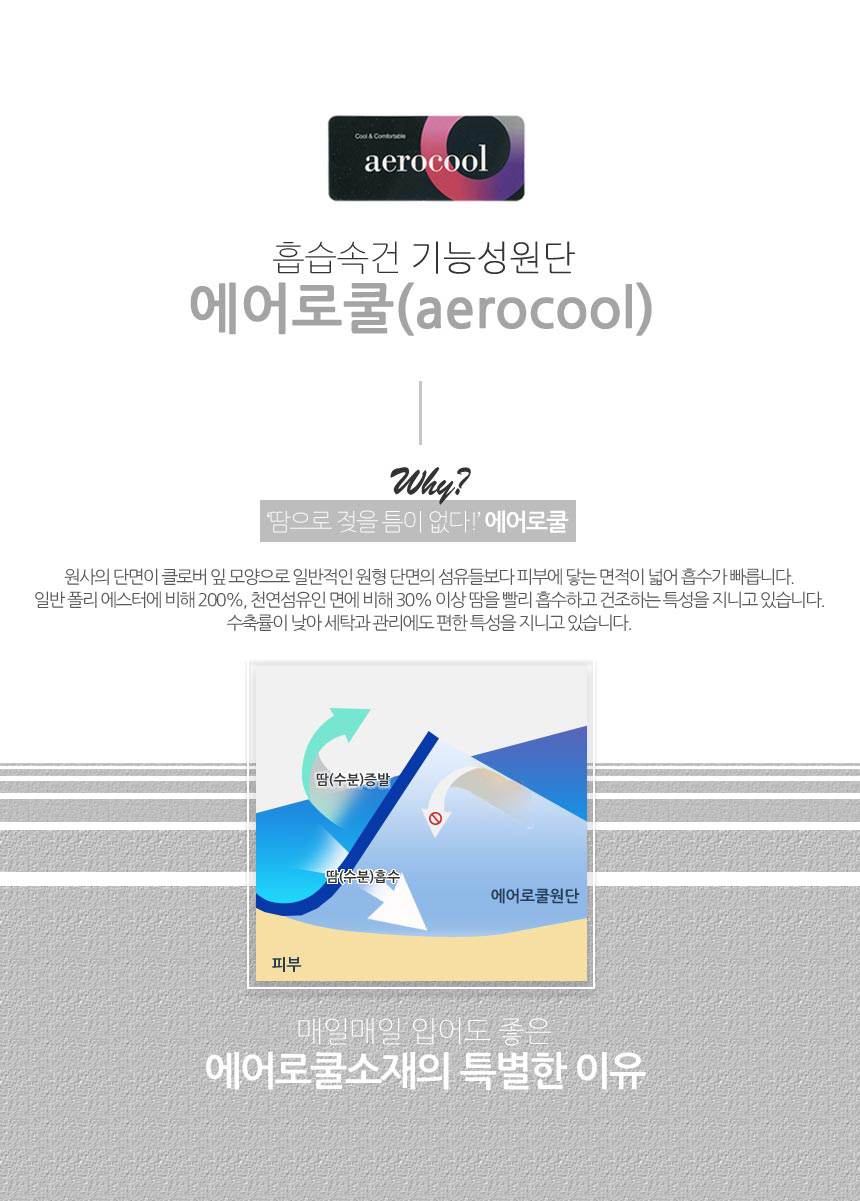 Cool & Comfortable
aerocool
흡습속건 기능성원단
에어로쿨(aerocool)
Why?
'땀으로 젖을 틈이 없다!' 에어로쿨
원사의 단면이 클로버 잎 모양으로 일반적인 원형 단면의 섬유들보다 피부에 닿는 면적이 넓어 흡수가 빠릅니다.
일반 폴리 에스터에 비해 200%, 천연섬유인 면에 비해 30% 이상 땀을 빨리 흡수하고 건조하는 특성을 지니고 있습니다.
수축률이 낮아 세탁과 관리에도 편한 특성을 지니고 있습니다.
땀(수분)증발
땀(수분)흡수
에어로쿨원단
피부
매일매일 입어도 좋은
에어로쿨소재의 특별한 이유